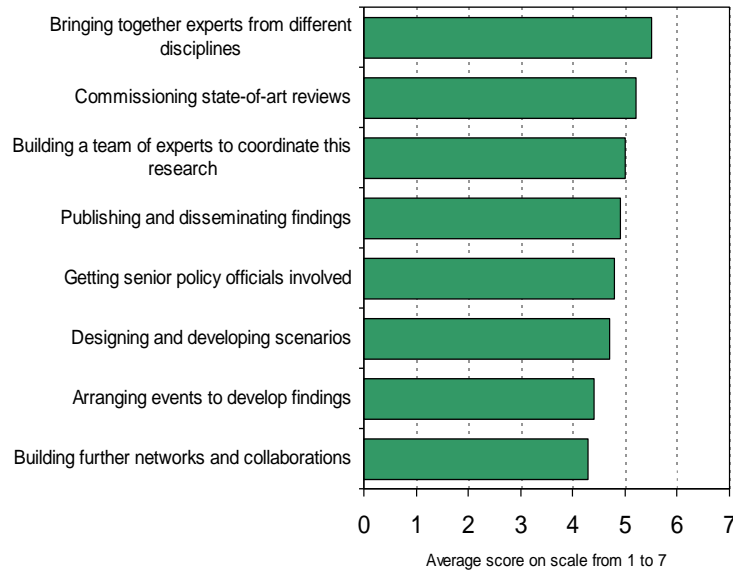 Bringing together experts from different
disciplines
Commissioning state-of-art reviews
Building a team of experts to coordinate this
research
Publishing and disseminating findings
Getting senior policy officials involved
Designing and developing scenarios
Arranging events to develop findings
Building further networks and collaborations
0 1 2 3 4 5 6 7
Average score on scale from 1 to 7